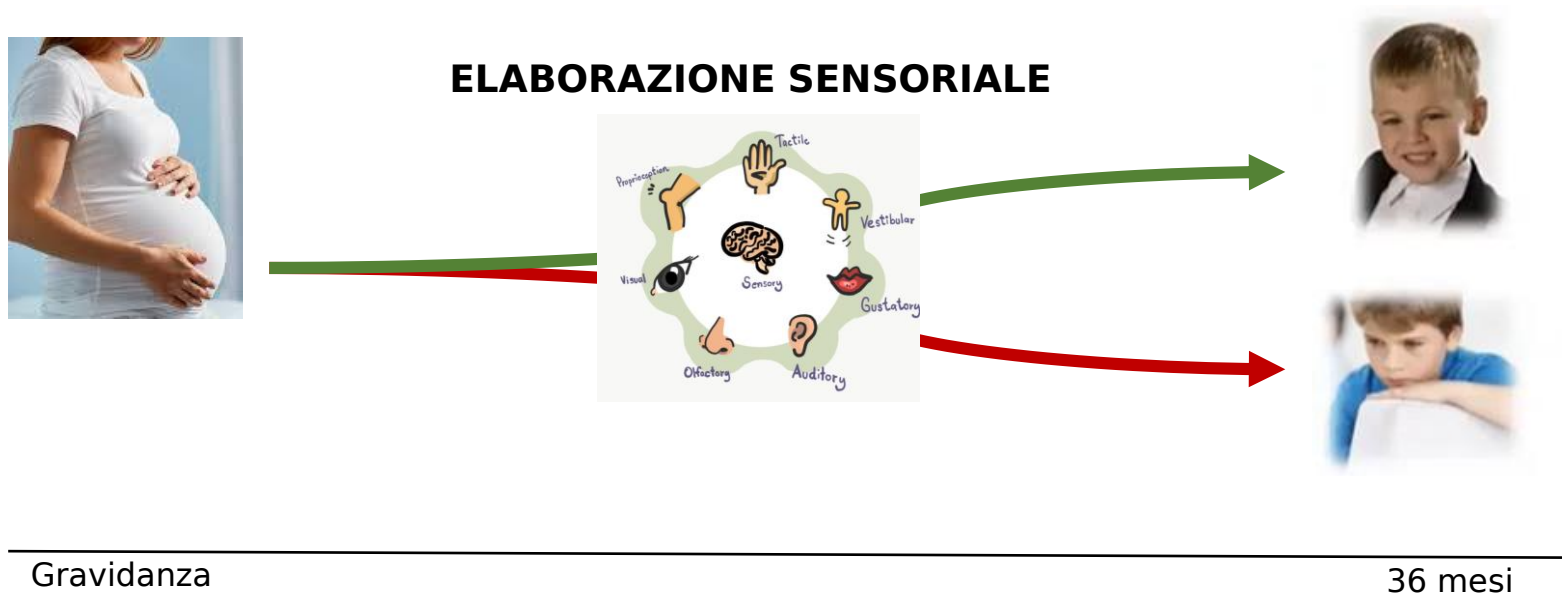 ELABORAZIONE SENSORIALE
Tactile
Proprioception
Vestibular
Visual
Sensory
Gustatory
Olfactory
Auditory
Gravidanza
36 mesi